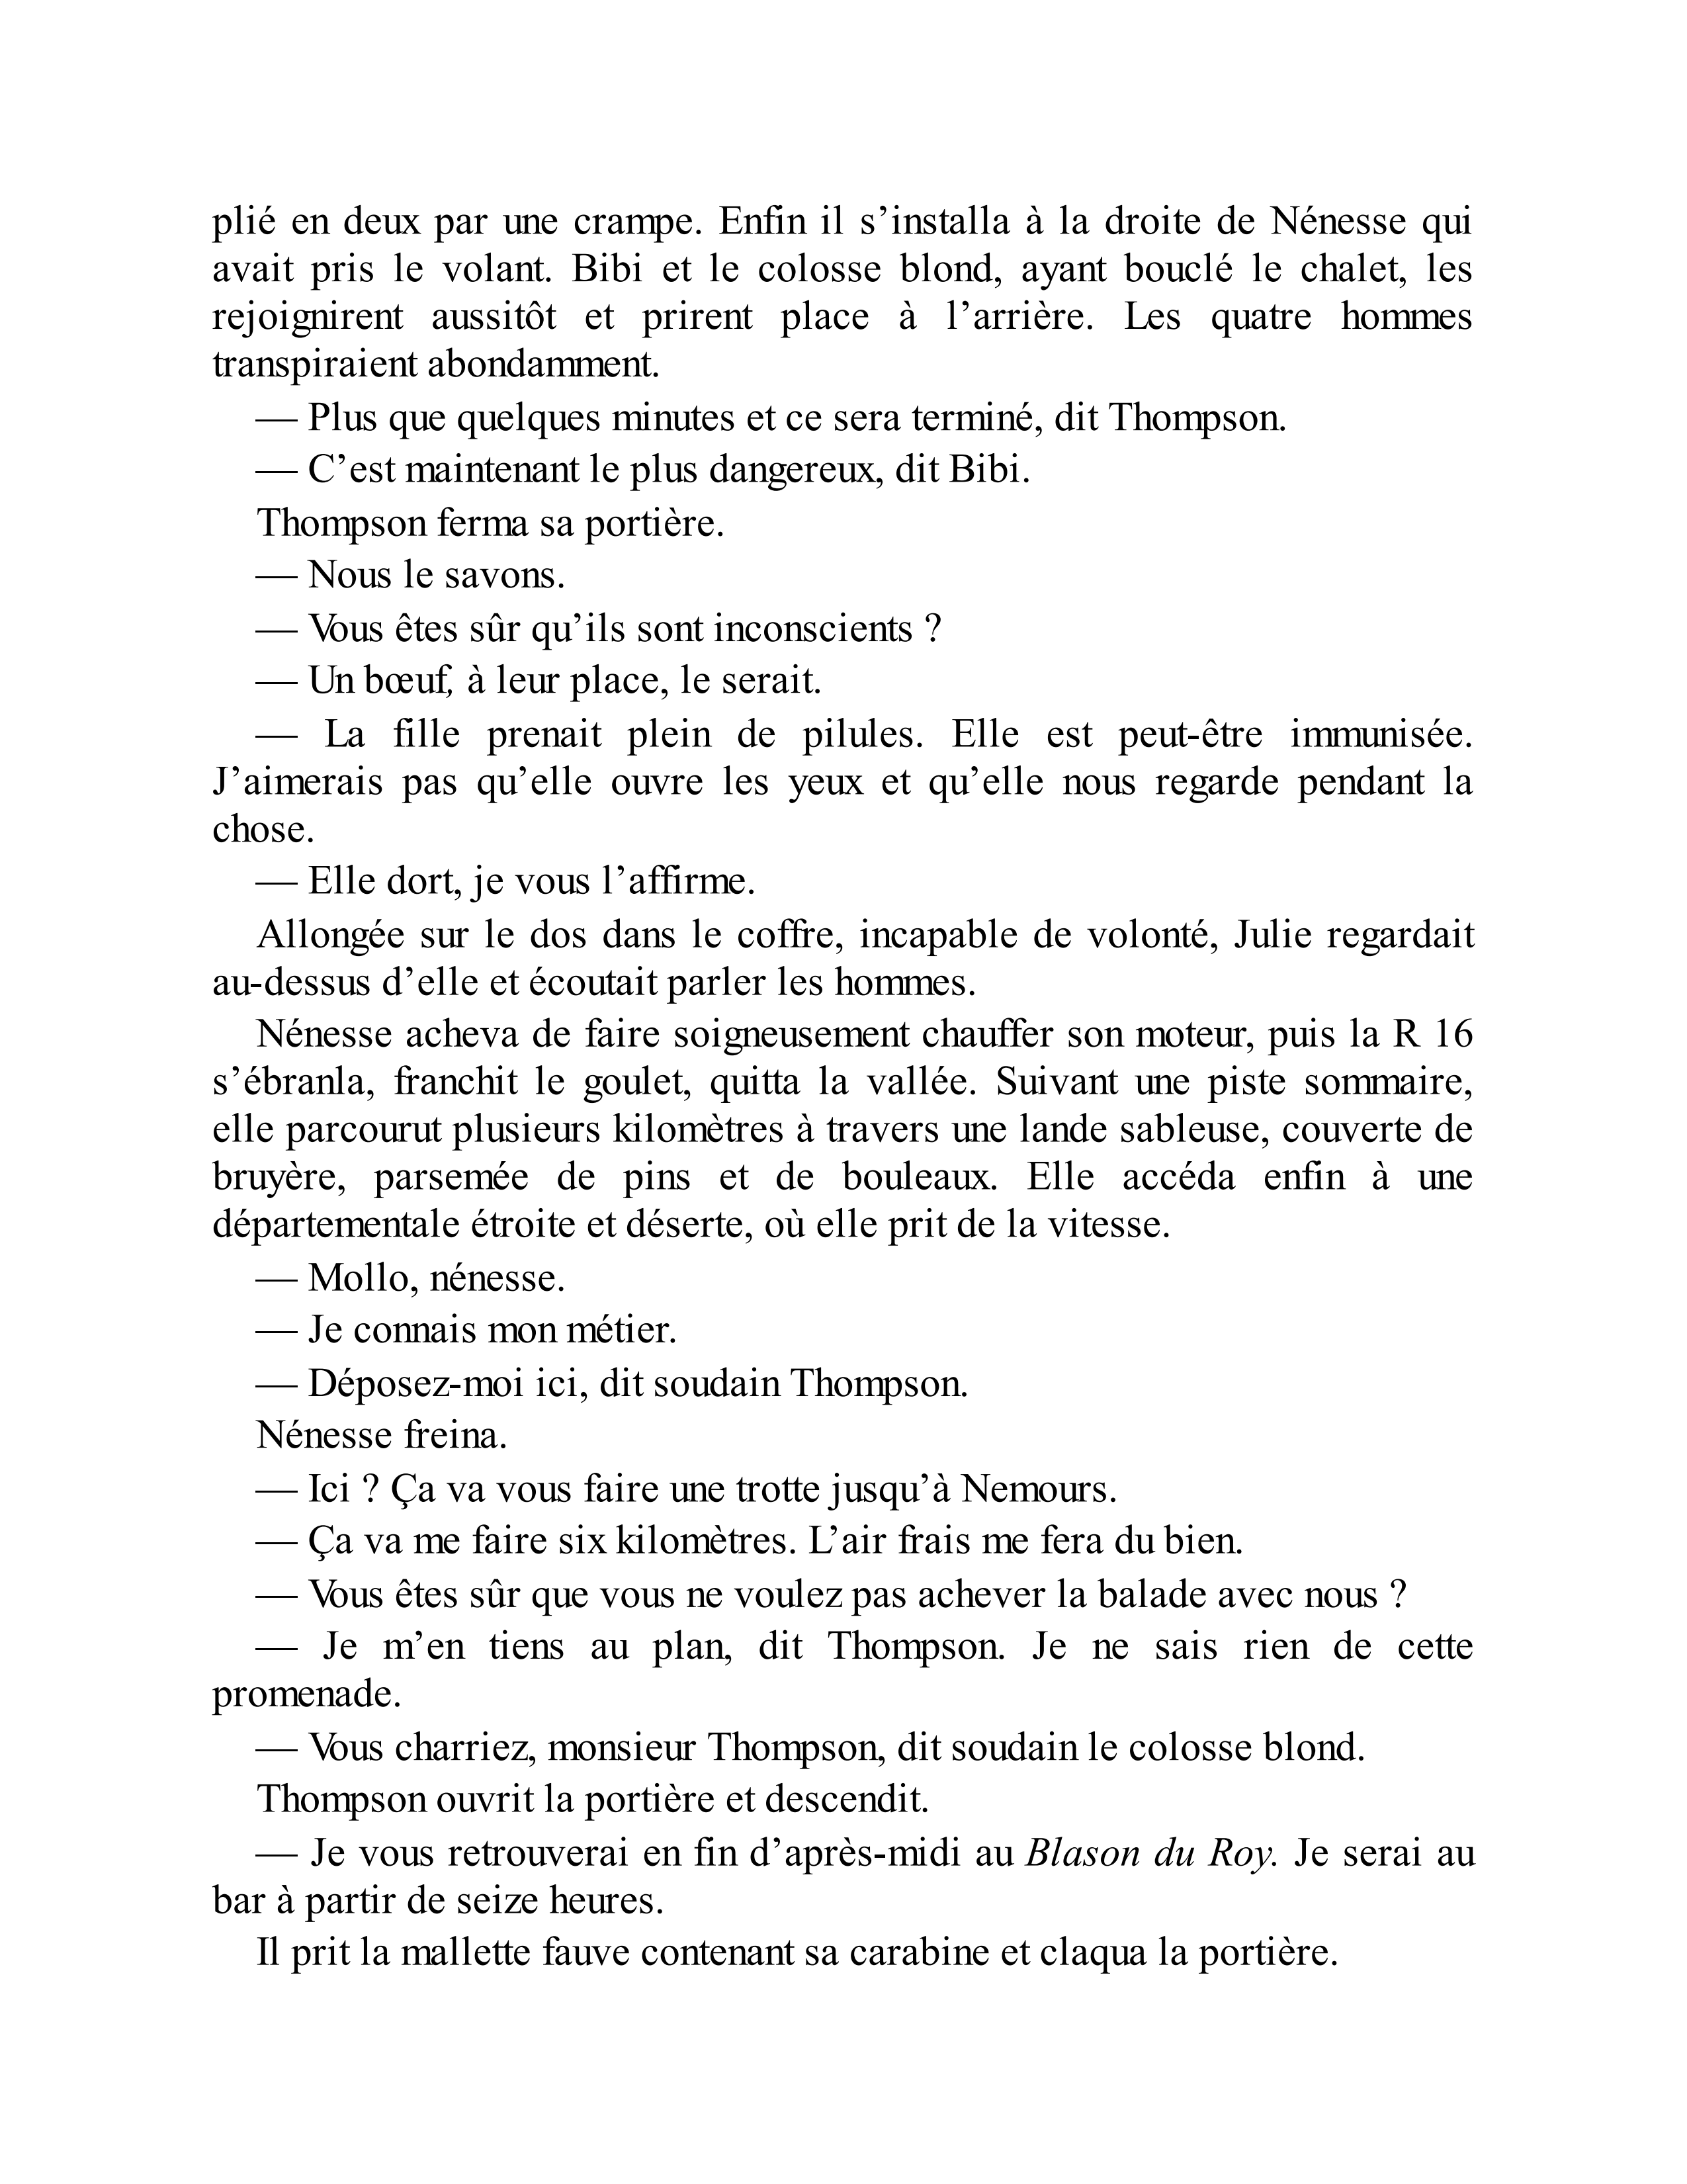 plié en deux par une crampe. Enfin il s’installa à la droite de Nénesse qui
avait pris le volant. Bibi et le colosse blond, ayant bouclé le chalet, les
rejoignirent aussitôt et prirent place à l’arrière. Les quatre hommes
transpiraient abondamment.
— Plus que quelques minutes et ce sera terminé, dit Thompson.
— C’est maintenant le plus dangereux, dit Bibi.
Thompson ferma sa portière.
— Nous le savons.
— Vous êtes sûr qu’ils sont inconscients ?
— Un bœuf, à leur place, le serait.
— La fille prenait plein de pilules. Elle est peut-être immunisée.
J’aimerais pas qu’elle ouvre les yeux et qu’elle nous regarde pendant la
chose.
— Elle dort, je vous l’affirme.
Allongée sur le dos dans le coffre, incapable de volonté, Julie regardait
au-dessus d’elle et écoutait parler les hommes.
Nénesse acheva de faire soigneusement chauffer son moteur, puis la R 16
s’ébranla, franchit le goulet, quitta la vallée. Suivant une piste sommaire,
elle parcourut plusieurs kilomètres à travers une lande sableuse, couverte de
bruyère, parsemée de pins et de bouleaux. Elle accéda enfin à une
départementale étroite et déserte, où elle prit de la vitesse.
— Mollo, nénesse.
— Je connais mon métier.
— Déposez-moi ici, dit soudain Thompson.
Nénesse freina.
— Ici ? Ça va vous faire une trotte jusqu’à Nemours.
— Ça va me faire six kilomètres. L’air frais me fera du bien.
— Vous êtes sûr que vous ne voulez pas achever la balade avec nous ?
— Je m’en tiens au plan, dit Thompson. Je ne sais rien de cette
promenade.
— Vous charriez, monsieur Thompson, dit soudain le colosse blond.
Thompson ouvrit la portière et descendit.
— Je vous retrouverai en fin d’après-midi au Blason du Roy. Je serai au
bar à partir de seize heures.
Il prit la mallette fauve contenant sa carabine et claqua la portière.